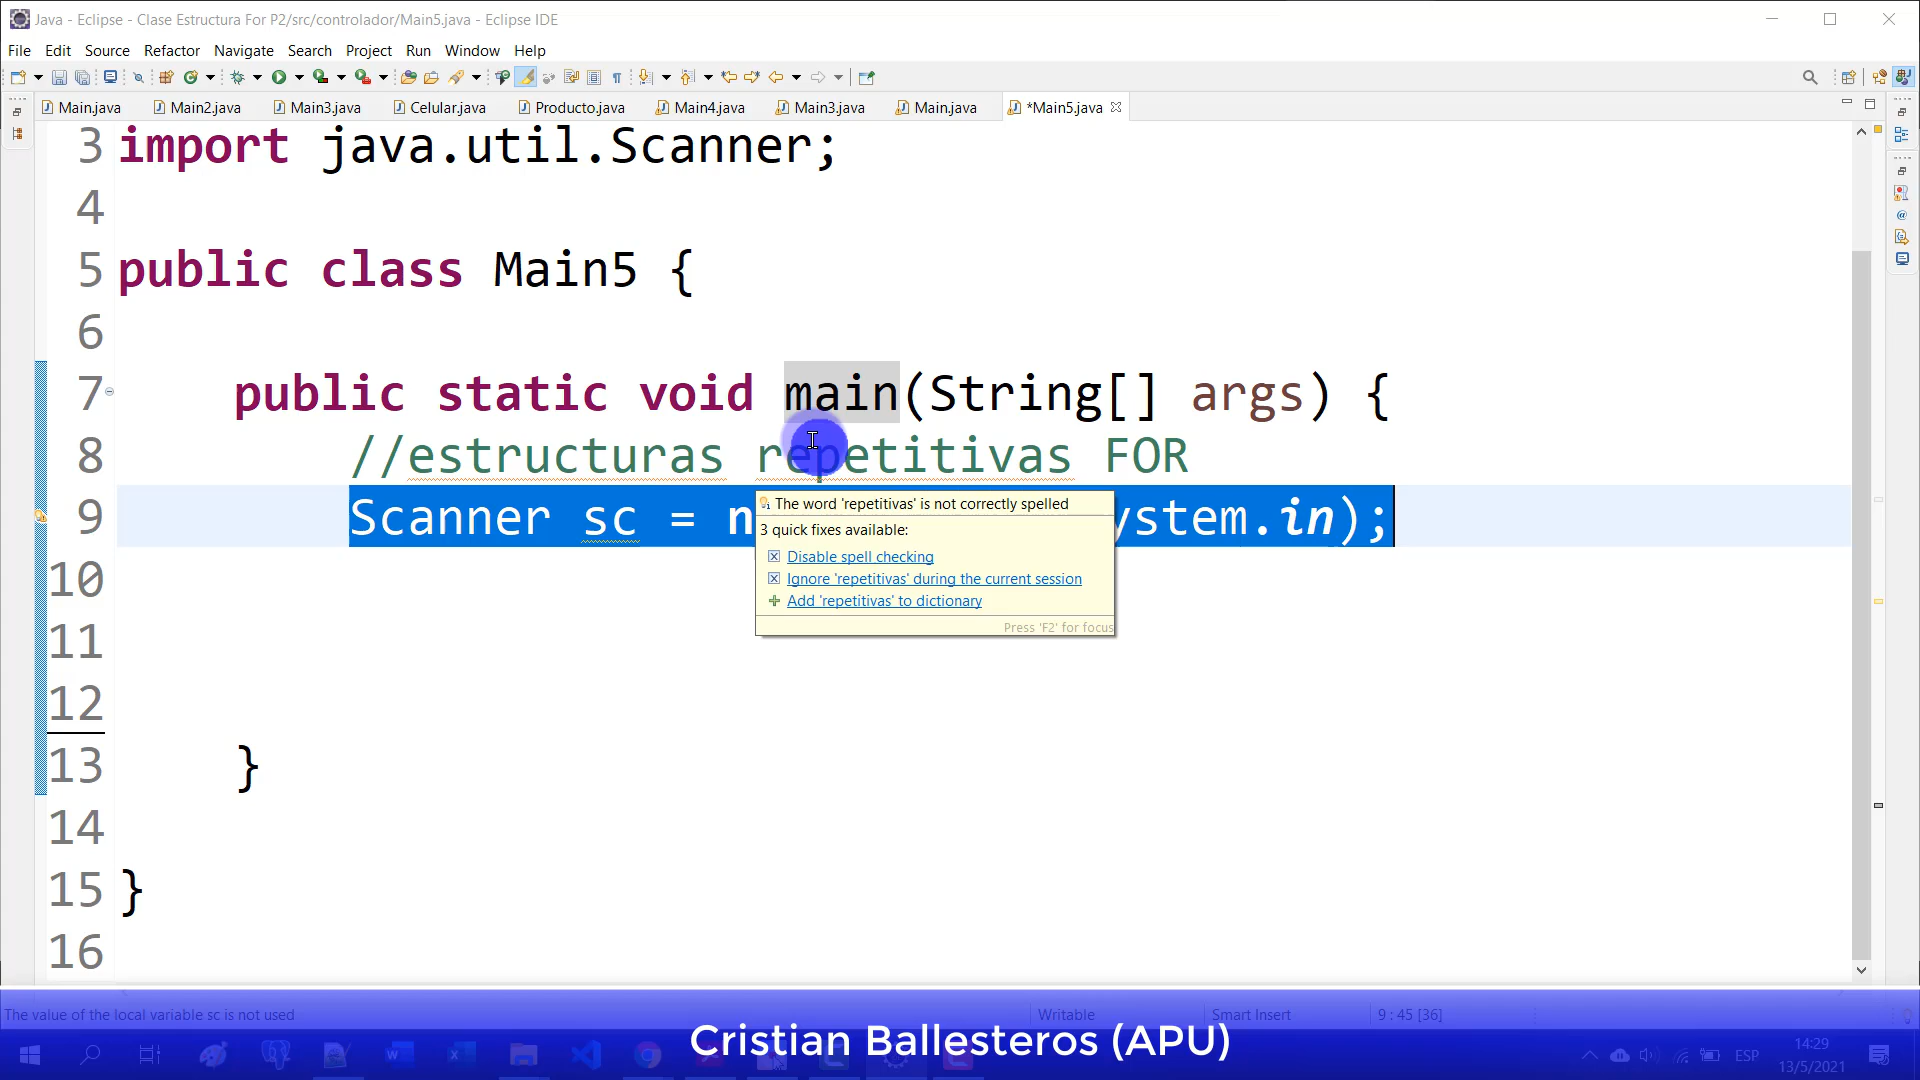 Java - Eclipse - Clase Estructura For P2/src/controlador/Main5.java - Eclipse IDE
File Edit Source Refactor Navigate Search Project Run Window Help
Main.java Main2.java Main3.java Celular.java Producto.java Main4.java Main3.java Main.java *Main5.java
3 import java.util.Scanner;
4
5 public class Main5 {
6
7 public static void main(String[] args) {
8 //estructuras repetitivas FOR
9 Scanner sc = n ystem.in);
The word 'repetitivas' is not correctly spelled
3 quick fixes available:
Disable spell checking
Ignore 'repetitivas' during the current session
Add 'repetitivas' to dictionary
Press 'F2' for focus
10
11
12
13 }
14
15 }
16
The value of the local variable sc is not used Writable Smart Insert 9 : 45 [36]
Cristian Ballesteros (APU)
ESP
14:29
13/5/2021